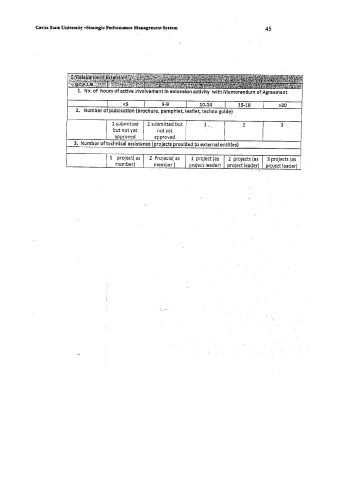 Cavite State University -Strategic Performance Management System 45
1. No. of hours of active involvement in extension activity with Memorandum of Agreement
<5 5-9 10-14 15-19 >20
2. Number of publication (brochure, pamphlet, leaflet, techno guide)
1 submitted but not yet approved 2 submitted but not yet approved 1 2 3
3. Number of technical assistance (projects provided to external entities)
1 project( as member) 2 Projects( as member ) 1 project (as project leader) 2 projects (as project leader) 3 projects (as project leader)